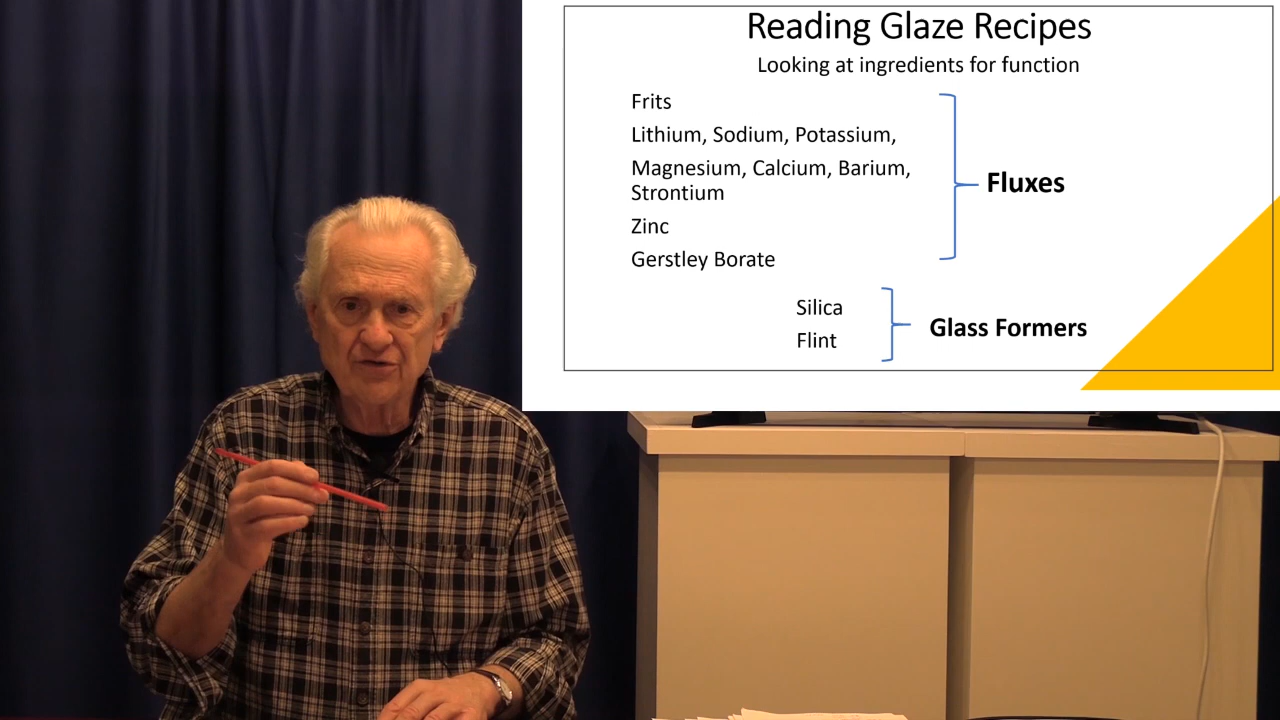 Reading Glaze Recipes
Looking at ingredients for function
Frits
Lithium, Sodium, Potassium,
Magnesium, Calcium, Barium,
Strontium
Zinc
Gerstley Borate
Fluxes
Silica
Flint
Glass Formers